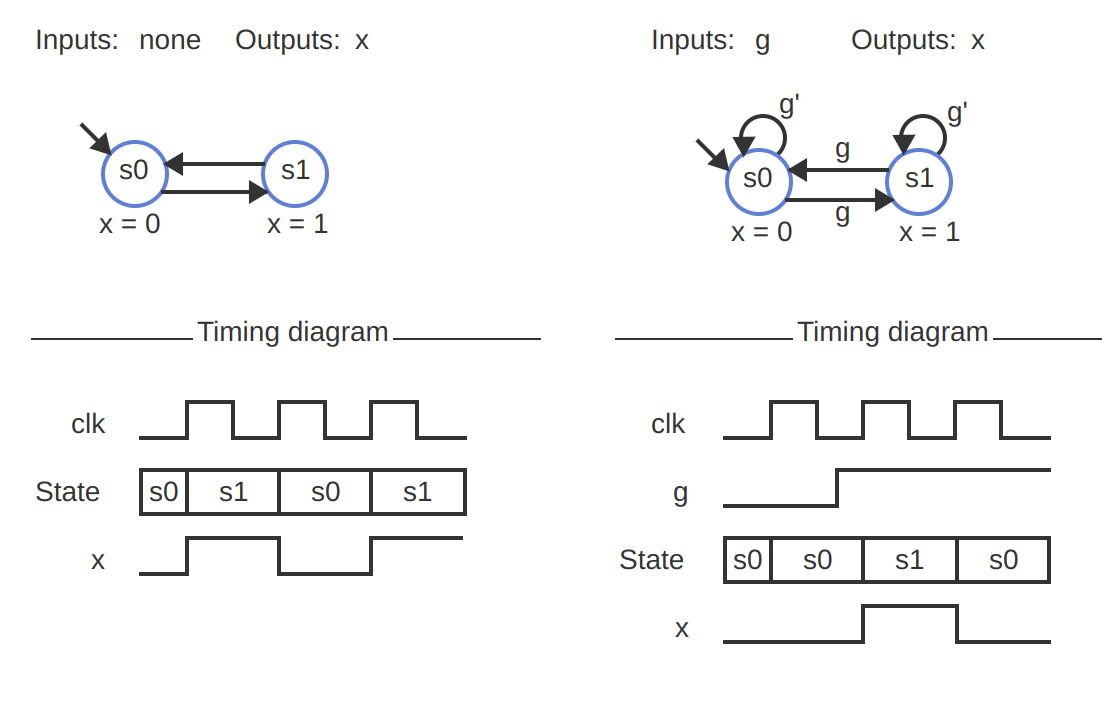 Inputs: none Outputs: x
s0 s1
x = 0 x = 1
Timing diagram
clk
State s0 s1 s0 s1
x
Inputs: g Outputs: x
g' g'
g
s0 s1
g
x = 0 x = 1
Timing diagram
clk
g
State s0 s0 s1 s0
x